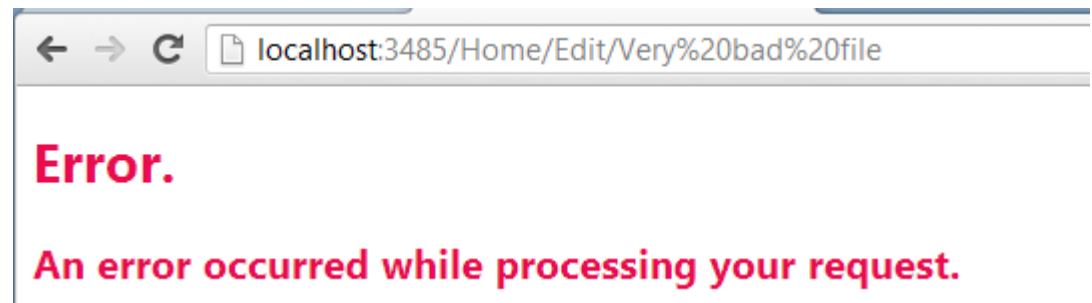 localhost:3485/Home/Edit/Very%20bad%20file
Error.
An error occurred while processing your request.